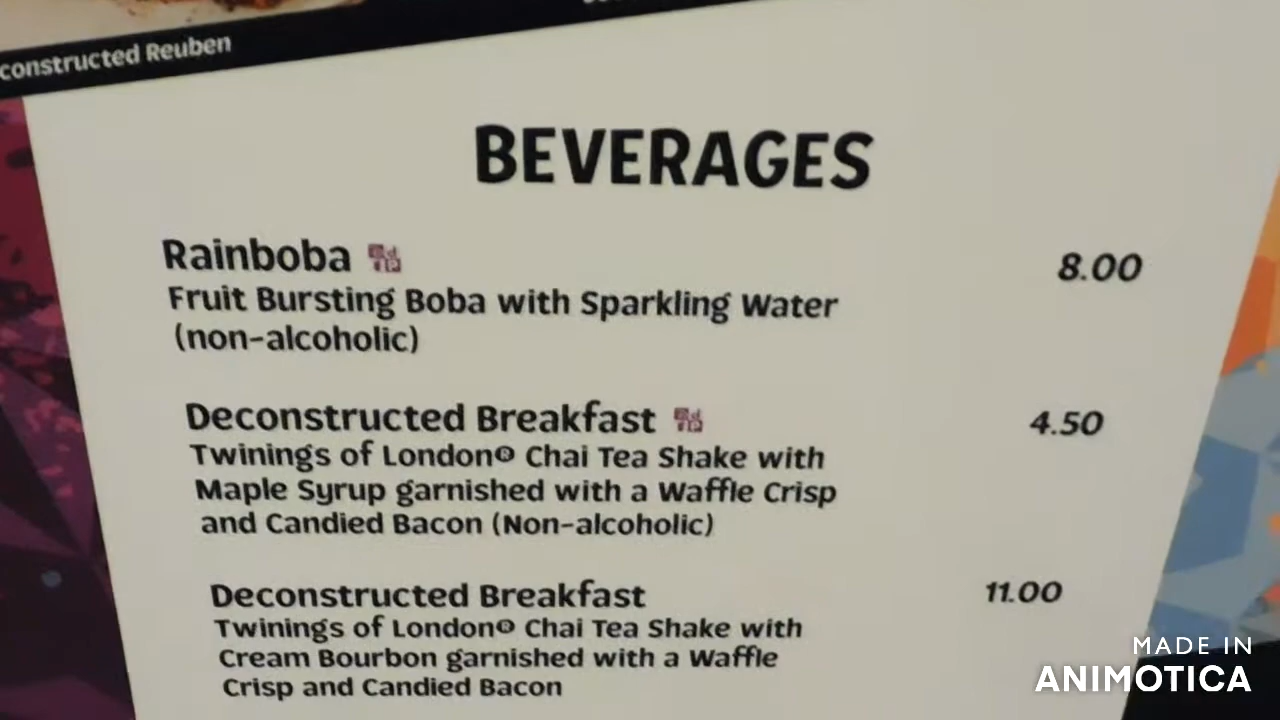 constructed Reuben
BEVERAGES
Rainboba
8.00
Fruit Bursting Boba with Sparkling Water
(non-alcoholic)
Deconstructed Breakfast
4.50
Twinings of London® Chai Tea Shake with
Maple Syrup garnished with a Waffle Crisp
and Candied Bacon (Non-alcoholic)
Deconstructed Breakfast
11.00
Twinings of London® Chai Tea Shake with
Cream Bourbon garnished with a Waffle
Crisp and Candied Bacon
MADE IN
ANIMOTICA